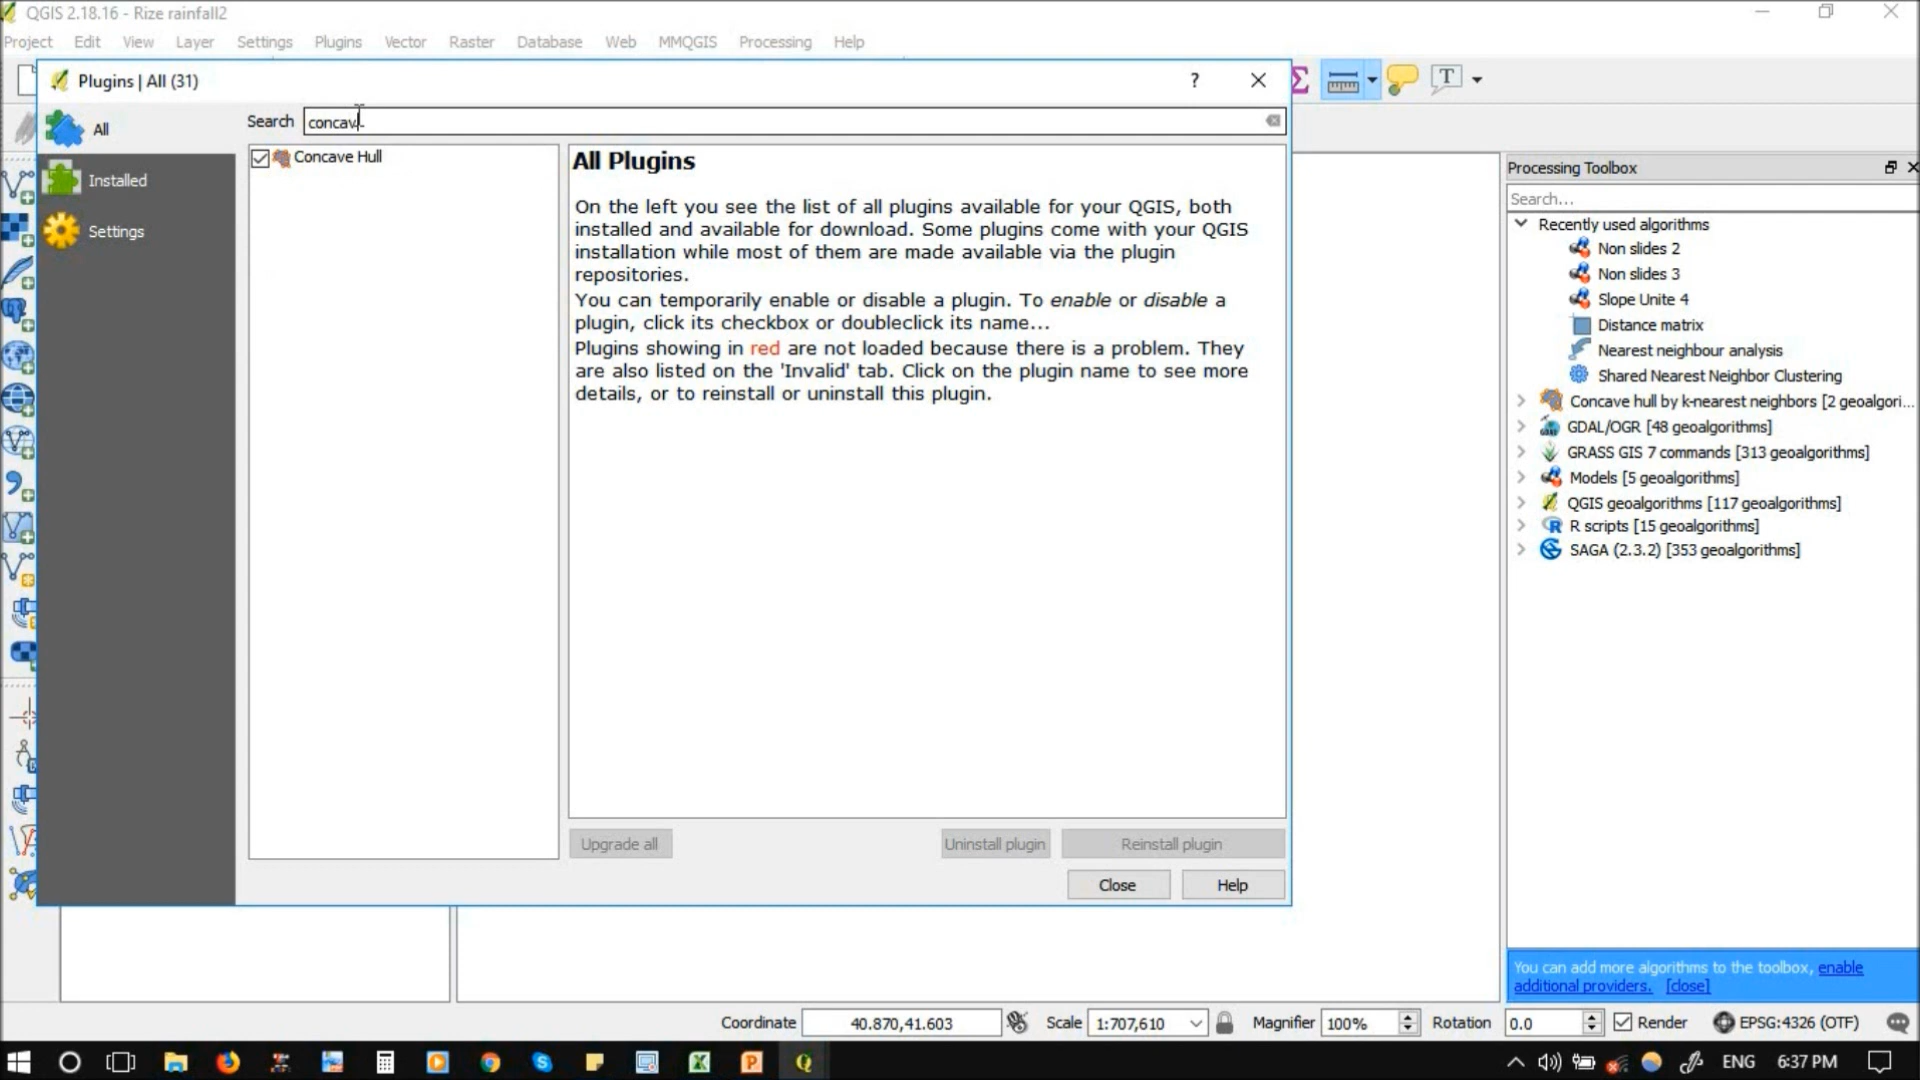 QGIS 2.18.16 - Rize rainfall2
Project Edit View Layer Settings Plugins Vector Raster Database Web MMQGIS Processing Help
Plugins | All (31)
?
All
Installed
Settings
Search concav
Concave Hull
All Plugins
On the left you see the list of all plugins available for your QGIS, both
installed and available for download. Some plugins come with your QGIS
installation while most of them are made available via the plugin
repositories.
You can temporarily enable or disable a plugin. To enable or disable a
plugin, click its checkbox or doubleclick its name...
Plugins showing in red are not loaded because there is a problem. They
are also listed on the 'Invalid' tab. Click on the plugin name to see more
details, or to reinstall or uninstall this plugin.
Upgrade all Uninstall plugin Reinstall plugin
Close Help
Processing Toolbox
Search...
Recently used algorithms
Non slides 2
Non slides 3
Slope Unite 4
Distance matrix
Nearest neighbour analysis
Shared Nearest Neighbor Clustering
Concave hull by k-nearest neighbors [2 geoalgori...
GDAL/OGR [48 geoalgorithms]
GRASS GIS 7 commands [313 geoalgorithms]
Models [5 geoalgorithms]
QGIS geoalgorithms [117 geoalgorithms]
R scripts [15 geoalgorithms]
SAGA (2.3.2) [353 geoalgorithms]
You can add more algorithms to the toolbox, enable
additional providers. [close]
Coordinate 40.870,41.603 Scale 1:707,610 Magnifier 100% Rotation 0.0 Render EPSG:4326 (OTF)
ENG 6:37 PM